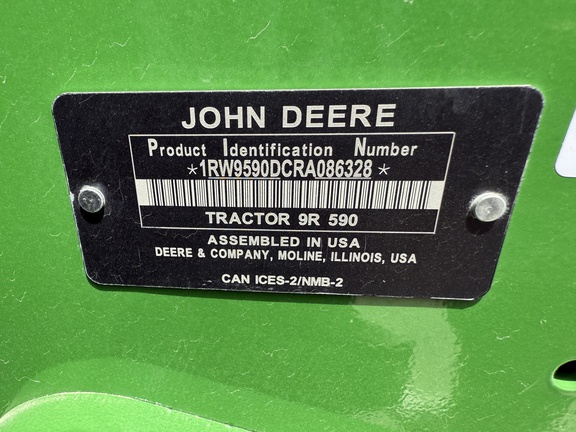 JOHN DEERE
Product Identification Number
*1RW9590DCRA086328*
TRACTOR 9R 590
ASSEMBLED IN USA
DEERE & COMPANY, MOLINE, ILLINOIS, USA
CAN ICES-2/NMB-2